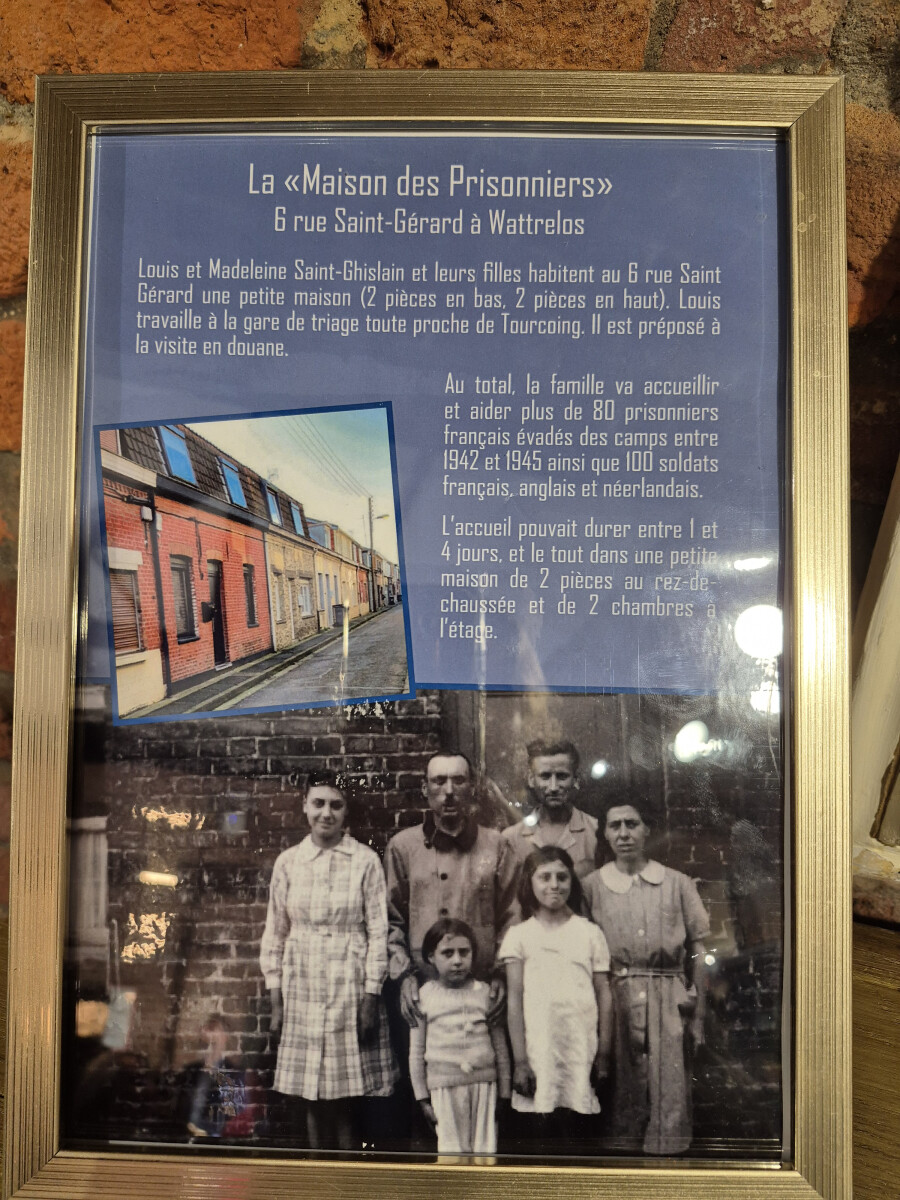 La «Maison des Prisonniers»
6 rue Saint-Gérard à Wattrelos
Louis et Madeleine Saint-Ghislain et leurs filles habitent au 6 rue Saint
Gérard une petite maison (2 pièces en bas, 2 pièces en haut). Louis
travaille à la gare de triage toute proche de Tourcoing. Il est préposé à
la visite en douane.
Au total, la famille va accueillir
et aider plus de 80 prisonniers
français évadés des camps entre
1942 et 1945 ainsi que 100 soldats
français, anglais et néerlandais.
L'accueil pouvait durer entre 1 et
4 jours, et le tout dans une petite
maison de 2 pièces au rez-de-
chaussée et de 2 chambres à
l'étage.